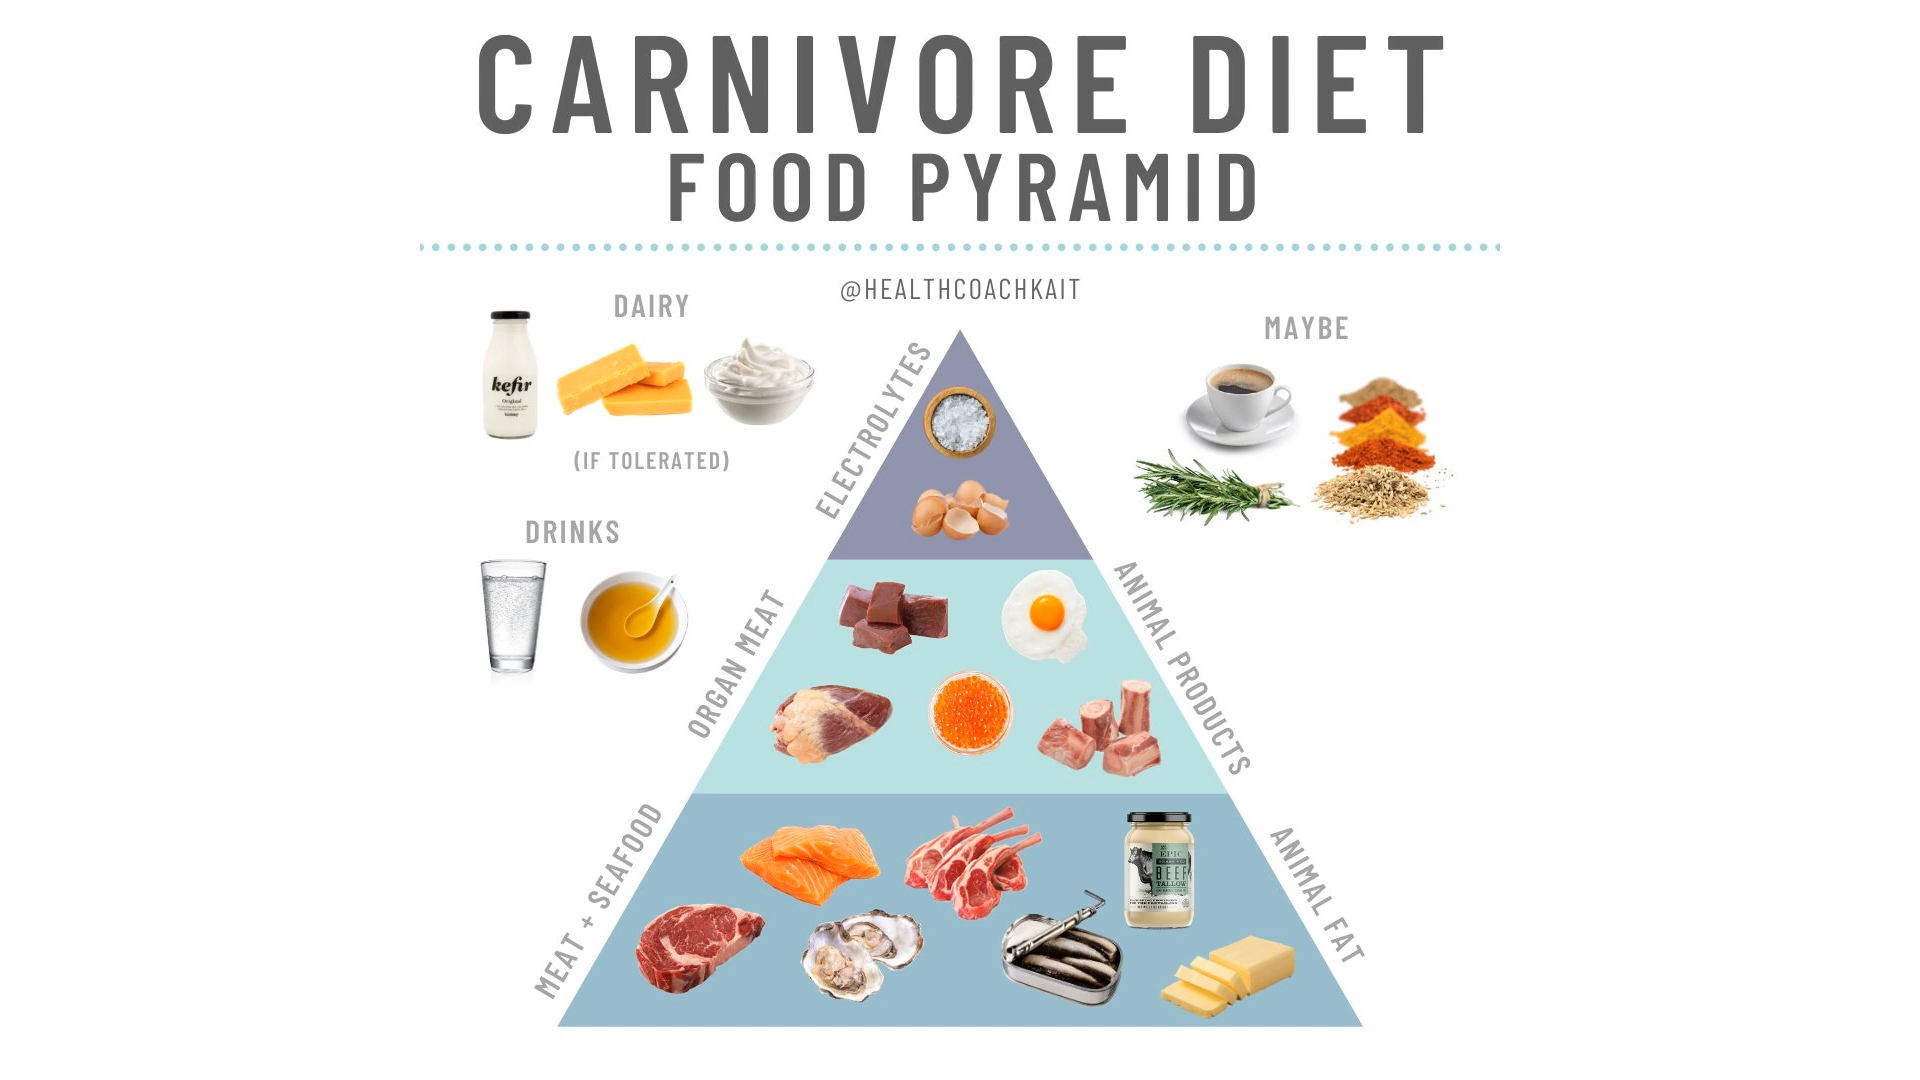 CARNIVORE DIET
FOOD PYRAMID
@HEALTHCOACHKAIT
DAIRY
kefir
Original
(IF TOLERATED)
MAYBE
DRINKS
ELECTROLYTES
ORGAN MEAT
ANIMAL PRODUCTS
MEAT + SEAFOOD
ANIMAL FAT
EPIC
BEEF
TALLOW